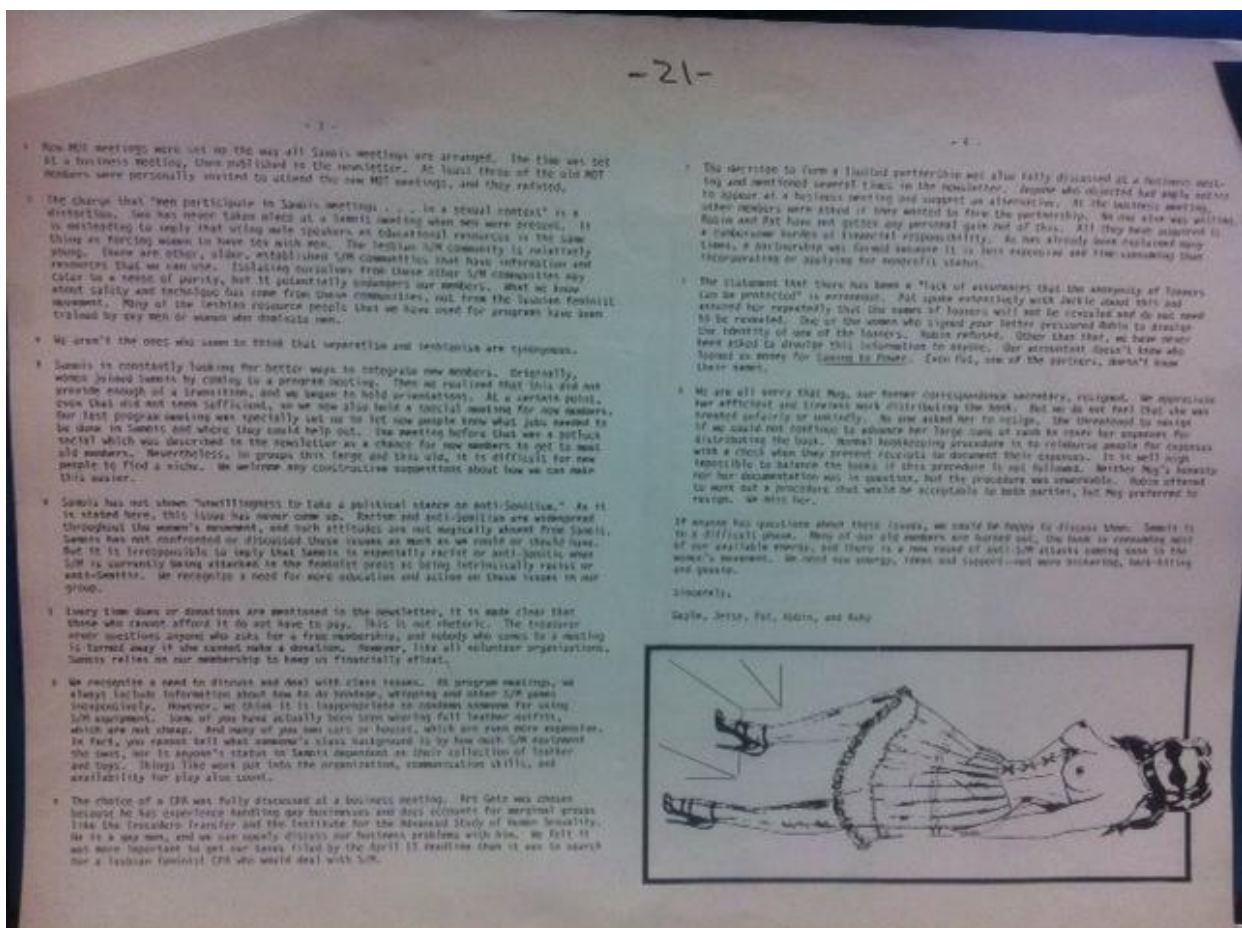 -21-
- 3 -
New MOT meetings were set up the way all Samois meetings are arranged. The time was set
at a business meeting, then published in the newsletter. At least three of the old MOT
members were personally invited to attend the new MOT meetings, and they refused.
The charge that "men participate in Samois meetings . . . in a sexual context" is a
distortion. Sex has never taken place at a Samois meeting when men were present. It
is misleading to imply that using male speakers as educational resources is the same
thing as forcing women to have sex with men. The lesbian S/M community is relatively
young. There are other, older, established S/M communities that have information and
resources that we can use. Isolating ourselves from these other S/M communities may
cater to a sense of purity, but it potentially endangers our members. What we know
about safety and technique has come from these communities, not from the lesbian feminist
movement. Many of the lesbian resource people that we have used for programs have been
trained by gay men or women who dominate men.
We aren't the ones who seem to think that separatism and lesbianism are synonymous.
Samois is constantly looking for better ways to integrate new members. Originally,
women joined Samois by coming to a program meeting. Then we realized that this did not
provide enough of a transition, and we began to hold orientations. At a certain point,
even that did not seem sufficient, so we now also hold a special meeting for new members.
Our last program meeting was specially set up to let new people know what jobs needed to
be done in Samois and where they could help out. One meeting before that was a potluck
social which was described in the newsletter as a chance for new members to get to meet
old members. Nevertheless, in groups this large and this old, it is difficult for new
people to find a niche. We welcome any constructive suggestions about how we can make
this easier.
Samois has not shown "unwillingness to take a political stance on anti-Semitism." As it
is stated here, this issue has never come up. Racism and anti-Semitism are widespread
throughout the women's movement, and such attitudes are not magically absent from Samois.
Samois has not confronted or discussed these issues as much as we could or should have.
But it is irresponsible to imply that Samois is especially racist or anti-Semitic when
S/M is currently being attacked in the feminist press as being intrinsically racist or
anti-Semitic. We recognize a need for more education and action on these issues in our
group.
Every time dues or donations are mentioned in the newsletter, it is made clear that
those who cannot afford it do not have to pay. This is not rhetoric. The treasurer
never questions anyone who asks for a free membership, and nobody who comes to a meeting
is turned away if she cannot make a donation. However, like all volunteer organizations,
Samois relies on our membership to keep us financially afloat.
We recognize a need to discuss and deal with class issues. At program meetings, we
always include information about how to do bondage, whipping and other S/M games
inexpensively. However, we think it is inappropriate to condemn someone for using
S/M equipment. Some of you have actually been seen wearing full leather outfits,
which are not cheap. And many of you own cars or houses, which are even more expensive.
In fact, you cannot tell what someone's class background is by how much S/M equipment
she owns, nor is anyone's status in Samois dependent on their collection of leather
and toys. Things like work put into the organization, communication skills, and
availability for play also count.
The choice of a CPA was fully discussed at a business meeting. Art Getz was chosen
because he has experience handling gay businesses and does accounts for marginal groups
like the Trocadero Transfer and the Institute for the Advanced Study of Human Sexuality.
He is a gay man, and we can openly discuss our business problems with him. We felt it
was more important to get our taxes filed by the April 15 deadline than it was to search
for a lesbian feminist CPA who would deal with S/M.
- 4 -
The decision to form a limited partnership was also fully discussed at a business meet-
ing and mentioned several times in the newsletter. Anyone who objected had ample notice
to appear at a business meeting and suggest an alternative. At the business meeting,
other members were asked if they wanted to form the partnership. No one else was willing.
Robin and Pat have not gotten any personal gain out of this. All they have acquired is
a cumbersome burden of financial responsibility. As has already been explained many
times, a partnership was formed because it is less expensive and time-consuming than
incorporating or applying for nonprofit status.
The statement that there has been a "lack of assurances that the anonymity of loaners
can be protected" is erroneous. Pat spoke extensively with Jackie about this and
assured her repeatedly that the names of loaners will not be revealed and do not need
to be revealed. One of the women who signed your letter pressured Robin to divulge
the identity of one of the loaners. Robin refused. Other than that, we have never
been asked to divulge this information to anyone. Our accountant doesn't know who
loaned us money for Coming to Power. Even Pat, one of the partners, doesn't know
their names.
We are all sorry that Meg, our former correspondence secretary, resigned. We appreciate
her efficient and tireless work distributing the book. But we do not feel that she was
treated unfairly or unkindly. No one asked her to resign. She threatened to resign
if we could not continue to advance her large sums of cash to cover her expenses for
distributing the book. Normal bookkeeping procedure is to reimburse people for expenses
with a check when they present receipts to document these expenses. It is well nigh
impossible to balance the books if this procedure is not followed. Neither Meg's honesty
nor her documentation was in question, but the procedure was unworkable. Robin offered
to work out a procedure that would be acceptable to both parties, but Meg preferred to
resign. We miss her.
If anyone has questions about these issues, we would be happy to discuss them. Samois is
in a difficult phase. Many of our old members are burned out, the book is consuming most
of our available energy, and there is a new round of anti-S/M attacks coming soon in the
women's movement. We need new energy, ideas and support--not more bickering, back-biting
and gossip.
Sincerely,
Gayle, Jesse, Pat, Robin, and Ruby